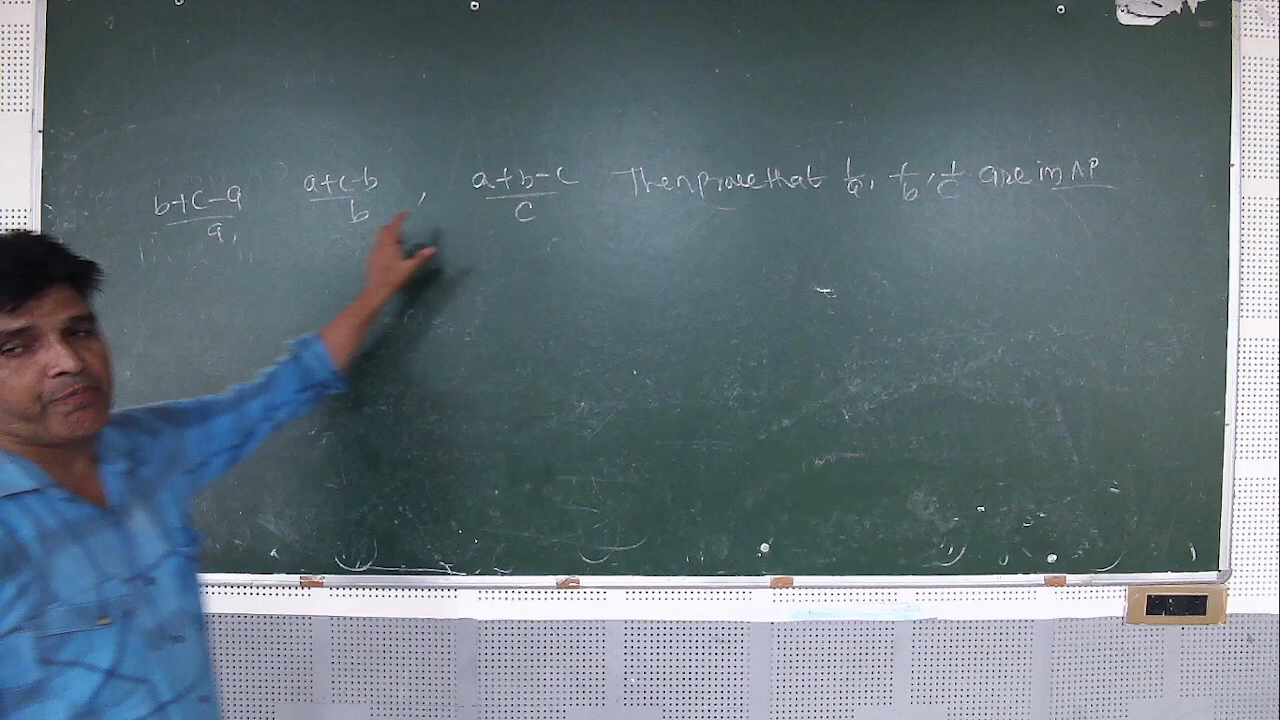 b+c-a/a, a+c-b/b, a+b-c/c Then prove that 1/a, 1/b, 1/c are in AP